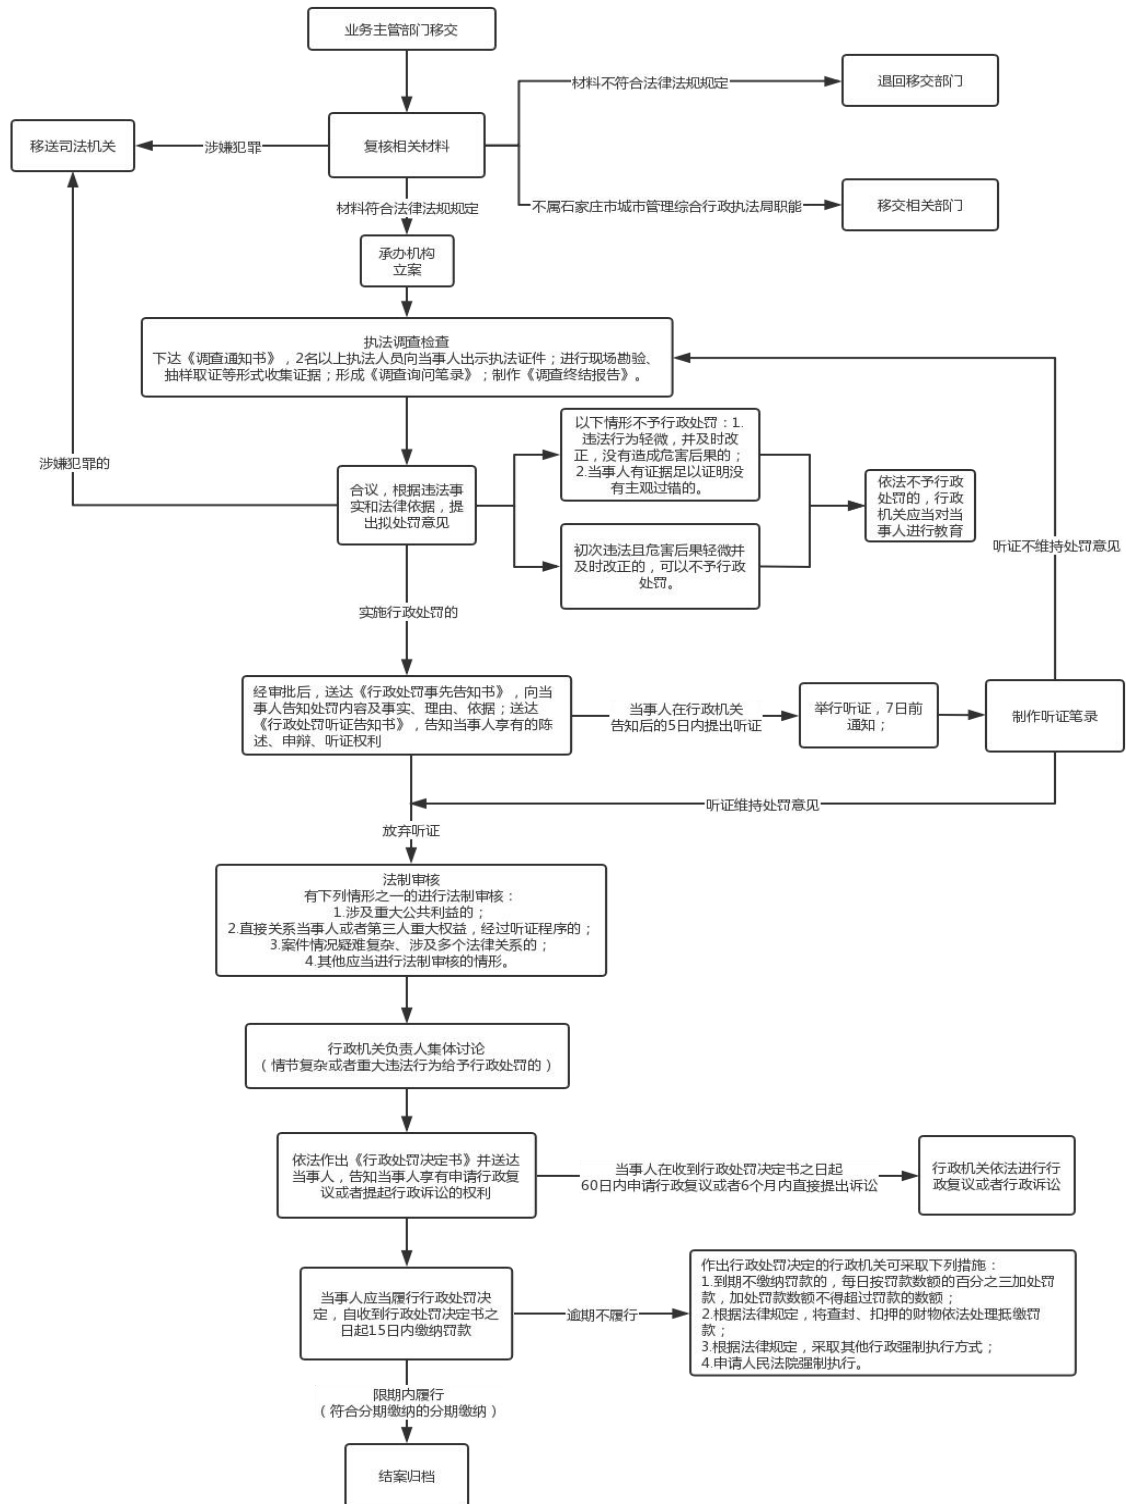 业务主管部门移交
材料不符合法律法规规定
退回移交部门
移送司法机关
涉嫌犯罪
复核相关材料
材料符合法律法规规定
不属石家庄市城市管理综合行政执法局职能
移交相关部门
承办机构
立案
执法调查检查
下达《调查通知书》，2名以上执法人员向当事人出示执法证件；进行现场勘验、
抽样取证等形式收集证据；形成《调查询问笔录》；制作《调查终结报告》。
涉嫌犯罪的
合议，根据违法事
实和法律依据，提
出拟处罚意见
以下情形不予行政处罚：1.
违法行为轻微，并及时改
正，没有造成危害后果的；
2.当事人有证据足以证明没
有主观过错的。
初次违法且危害后果轻微并
及时改正的，可以不予行政
处罚。
依法不予行政
处罚的，行政
机关应当对当
事人进行教育
听证不维持处罚意见
实施行政处罚的
经审批后，送达《行政处罚事先告知书》，向当
事人告知处罚内容及事实、理由、依据；送达
《行政处罚听证告知书》，告知当事人享有的陈
述、申辩、听证权利
当事人在行政机关
告知后的5日内提出听证
举行听证，7日前
通知；
制作听证笔录
听证维持处罚意见
放弃听证
法制审核
有下列情形之一的进行法制审核：
1.涉及重大公共利益的；
2.直接关系当事人或者第三人重大权益，经过听证程序的；
3.案件情况疑难复杂、涉及多个法律关系的；
4.其他应当进行法制审核的情形。
行政机关负责人集体讨论
（情节复杂或者重大违法行为给予行政处罚的）
依法作出《行政处罚决定书》并送达
当事人，告知当事人享有申请行政复
议或者提起行政诉讼的权利
当事人在收到行政处罚决定书之日起
60日内申请行政复议或者6个月内直接提出诉讼
行政机关依法进行行
政复议或者行政诉讼
当事人应当履行行政处罚决
定，自收到行政处罚决定书之
日起15日内缴纳罚款
逾期不履行
作出行政处罚决定的行政机关可采取下列措施：
1.到期不缴纳罚款的，每日按罚款数额的百分之三加处罚
款，加处罚款数额不得超过罚款的数额；
2.根据法律规定，将查封、扣押的财物依法处理抵缴罚
款；
3.根据法律规定，采取其他行政强制执行方式；
4.申请人民法院强制执行。
限期内履行
（符合分期缴纳的分期缴纳）
结案归档